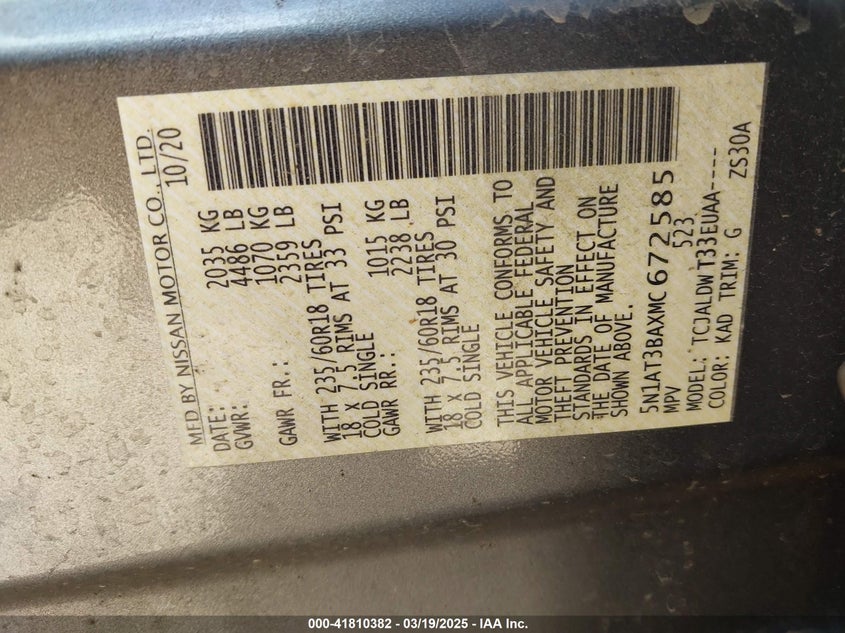 MFD BY NISSAN MOTOR CO., LTD.
DATE: 10/20
GVWR: 2035 KG
4486 LB
GAWR FR.: 1070 KG
2359 LB
WITH 235/60R18 TIRES
18 X 7.5 RIMS AT 33 PSI
COLD SINGLE
GAWR RR.: 1015 KG
2238 LB
WITH 235/60R18 TIRES
18 X 7.5 RIMS AT 30 PSI
COLD SINGLE
THIS VEHICLE CONFORMS TO
ALL APPLICABLE FEDERAL
MOTOR VEHICLE SAFETY AND
THEFT PREVENTION
STANDARDS IN EFFECT ON
THE DATE OF MANUFACTURE
SHOWN ABOVE.
5N1AT3BAXMC672585
MPV 523
MODEL: TCJALDWT33EUAA----
COLOR: KAD TRIM: G ZS30A
000-41810382 - 03/19/2025 - IAA Inc.